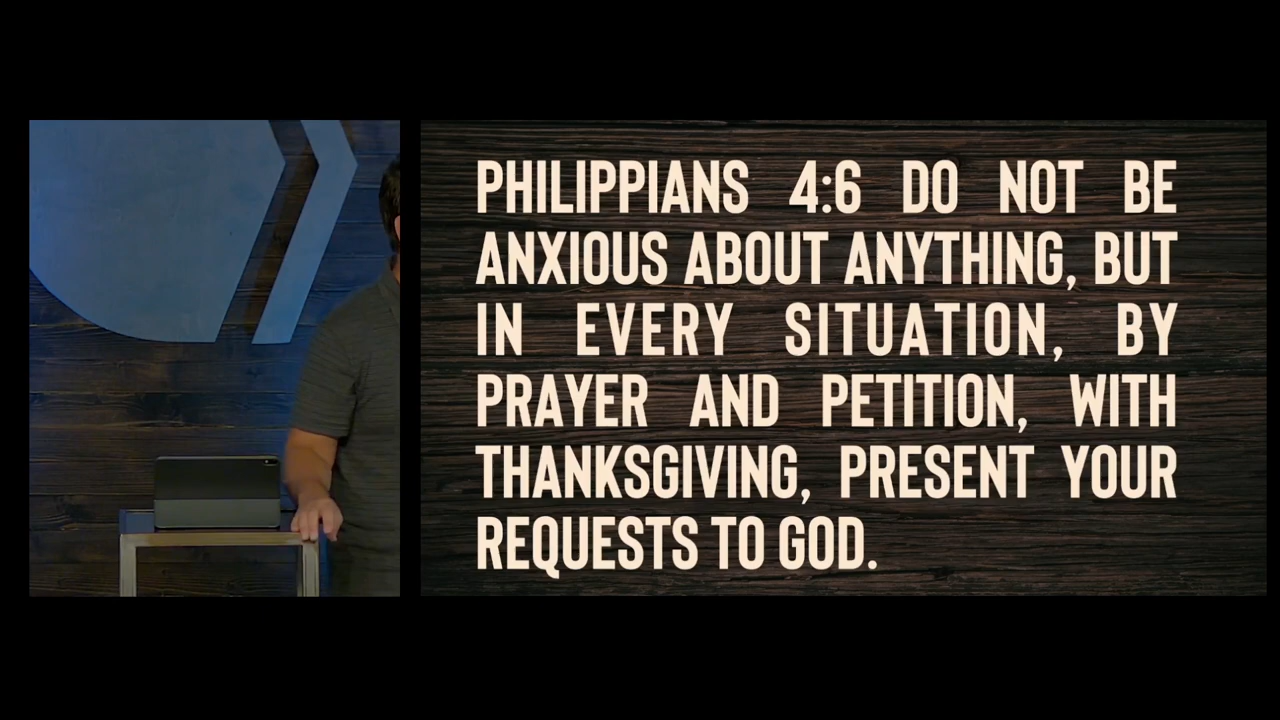 PHILIPPIANS 4:6 DO NOT BE
ANXIOUS ABOUT ANYTHING, BUT
IN EVERY SITUATION, BY
PRAYER AND PETITION, WITH
THANKSGIVING, PRESENT YOUR
REQUESTS TO GOD.